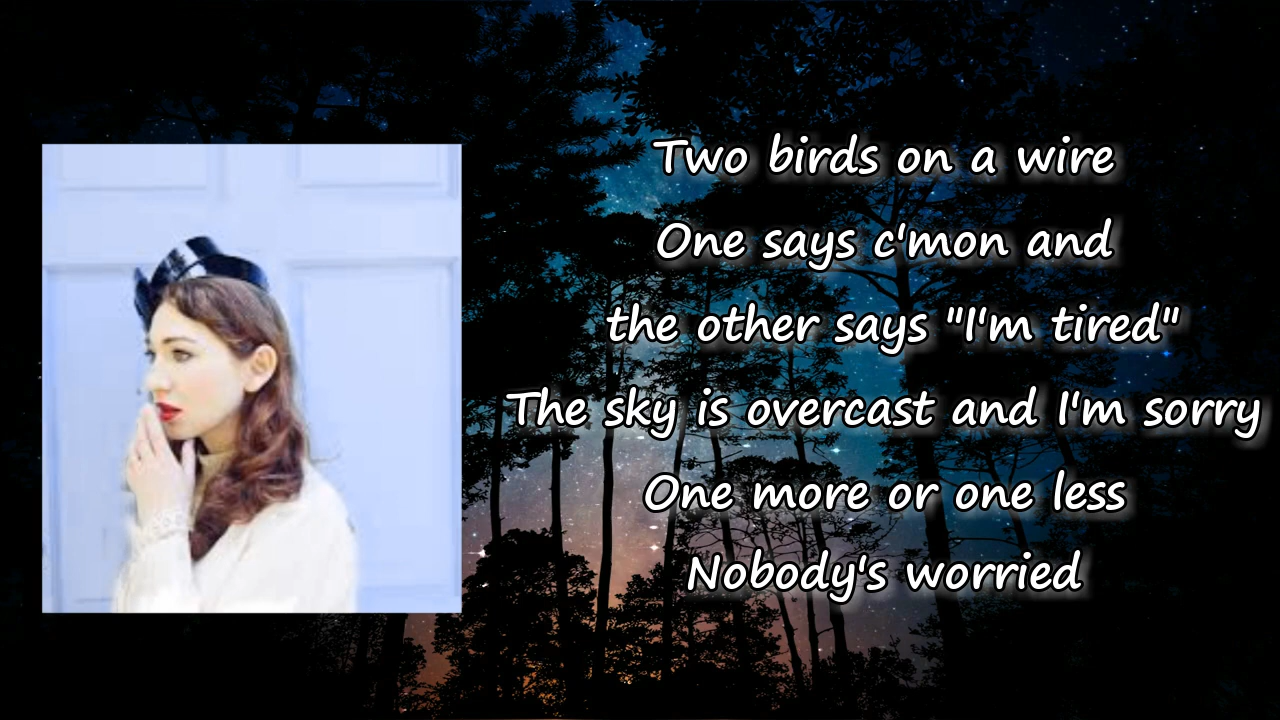 Two birds on a wire
One says c'mon and
the other says "I'm tired"
The sky is overcast and I'm sorry
One more or one less
Nobody's worried